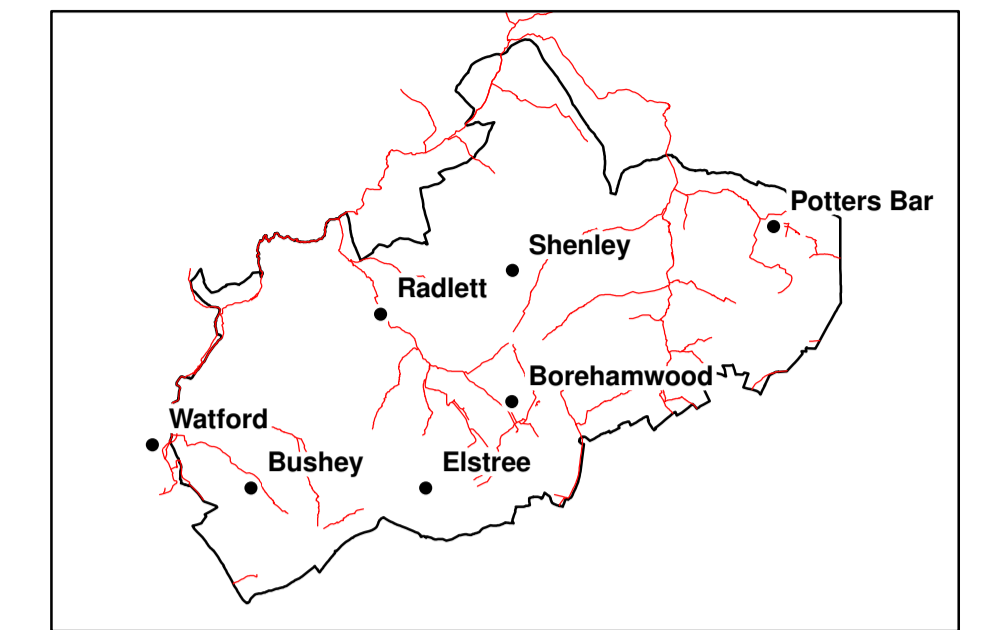 Potters Bar
Shenley
Radlett
Borehamwood
Watford
Bushey
Elstree